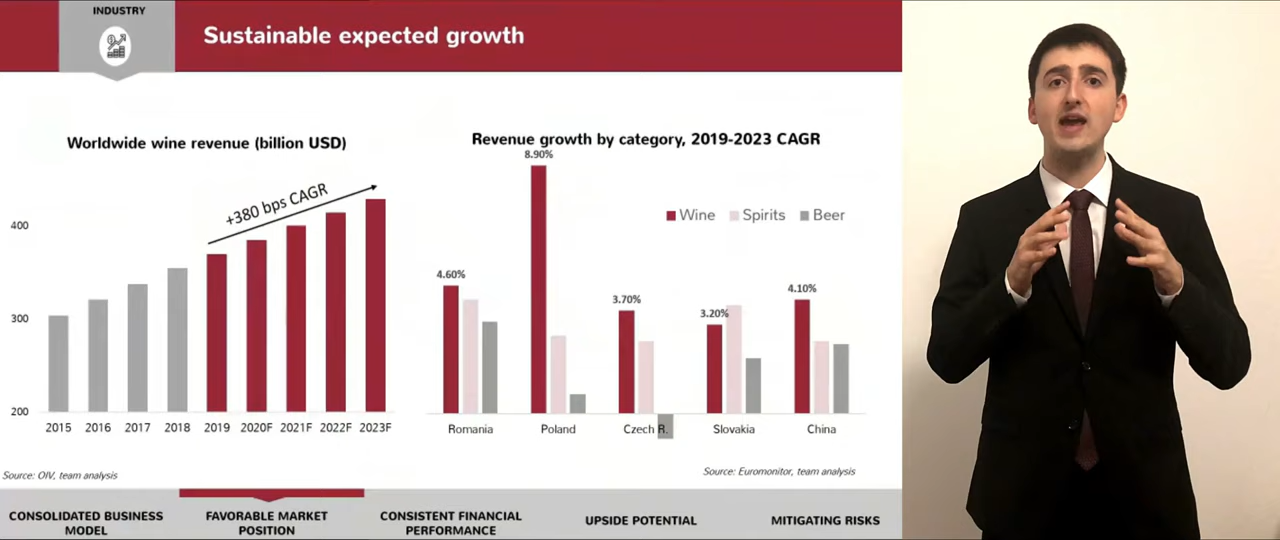 INDUSTRY
Sustainable expected growth
Worldwide wine revenue (billion USD)
+380 bps CAGR
400
300
200
2015 2016 2017 2018 2019 2020F 2021F 2022F 2023F
Source: OIV, team analysis
Revenue growth by category, 2019-2023 CAGR
8.90%
Wine Spirits Beer
4.60%
3.70%
3.20%
4.10%
Romania Poland Czech R. Slovakia China
Source: Euromonitor, team analysis
CONSOLIDATED BUSINESS
MODEL
FAVORABLE MARKET
POSITION
CONSISTENT FINANCIAL
PERFORMANCE
UPSIDE POTENTIAL
MITIGATING RISKS